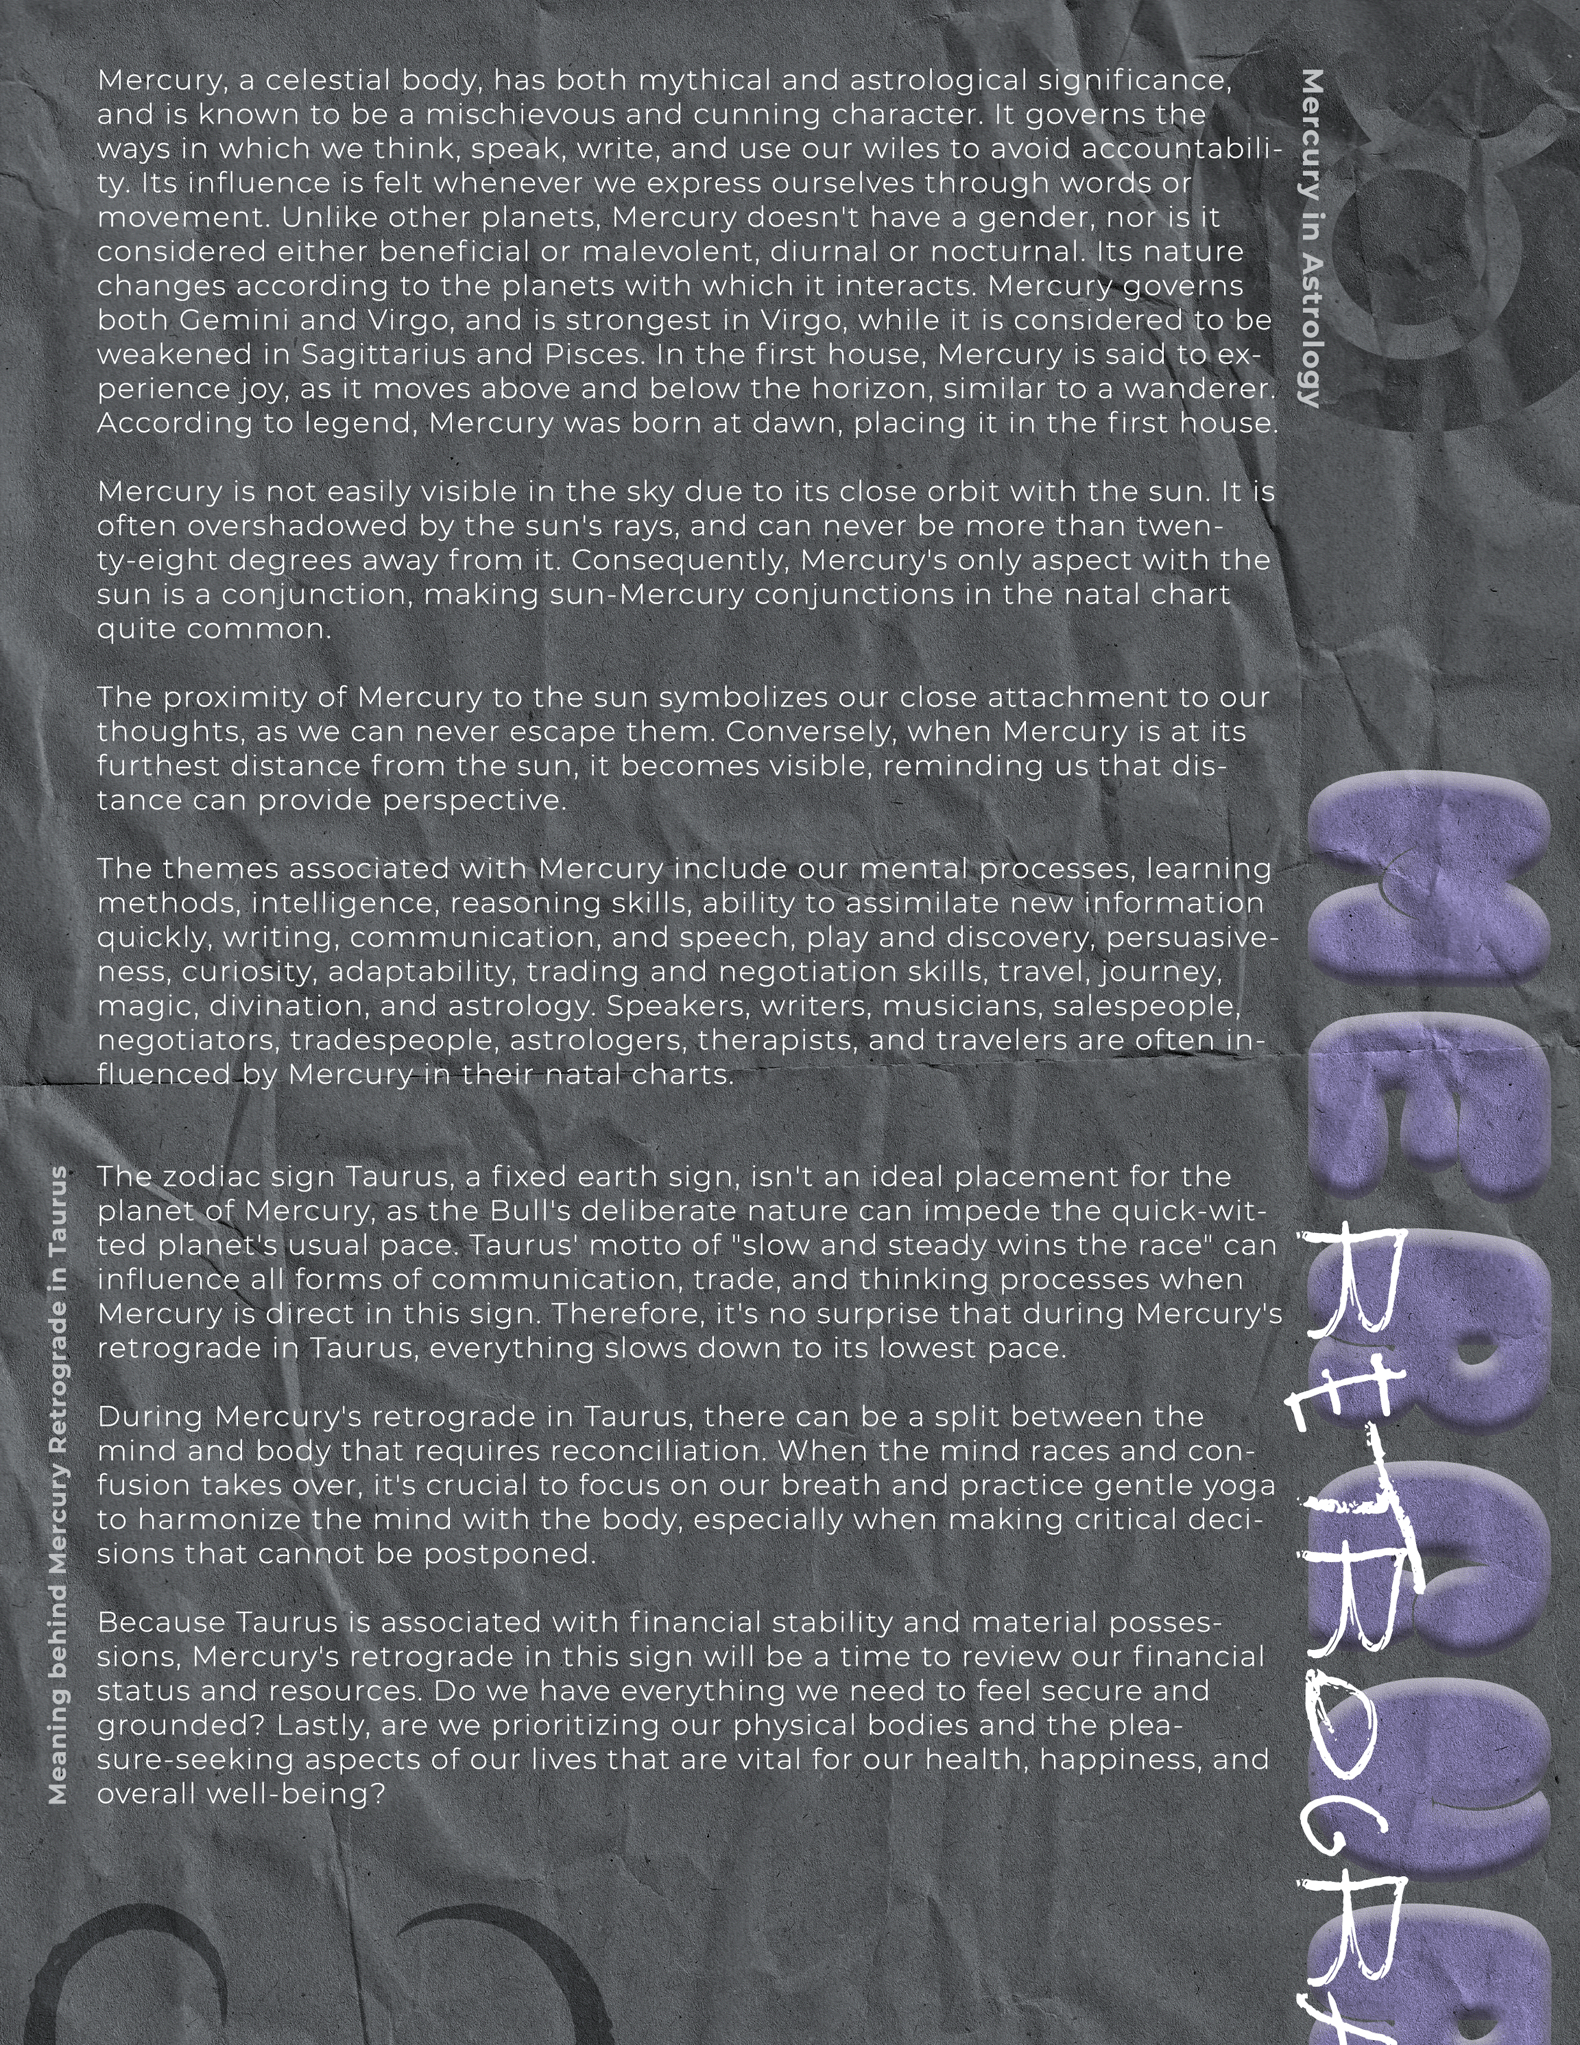 Mercury in Astrology
Mercury, a celestial body, has both mythical and astrological significance,
and is known to be a mischievous and cunning character. It governs the
ways in which we think, speak, write, and use our wiles to avoid accountabili-
ty. Its influence is felt whenever we express ourselves through words or
movement. Unlike other planets, Mercury doesn't have a gender, nor is it
considered either beneficial or malevolent, diurnal or nocturnal. Its nature
changes according to the planets with which it interacts. Mercury governs
both Gemini and Virgo, and is strongest in Virgo, while it is considered to be
weakened in Sagittarius and Pisces. In the first house, Mercury is said to ex-
perience joy, as it moves above and below the horizon, similar to a wanderer.
According to legend, Mercury was born at dawn, placing it in the first house.
Mercury is not easily visible in the sky due to its close orbit with the sun. It is
often overshadowed by the sun's rays, and can never be more than twen-
ty-eight degrees away from it. Consequently, Mercury's only aspect with the
sun is a conjunction, making sun-Mercury conjunctions in the natal chart
quite common.
The proximity of Mercury to the sun symbolizes our close attachment to our
thoughts, as we can never escape them. Conversely, when Mercury is at its
furthest distance from the sun, it becomes visible, reminding us that dis-
tance can provide perspective.
The themes associated with Mercury include our mental processes, learning
methods, intelligence, reasoning skills, ability to assimilate new information
quickly, writing, communication, and speech, play and discovery, persuasive-
ness, curiosity, adaptability, trading and negotiation skills, travel, journey,
magic, divination, and astrology. Speakers, writers, musicians, salespeople,
negotiators, tradespeople, astrologers, therapists, and travelers are often in-
fluenced by Mercury in their natal charts.
Meaning behind Mercury Retrograde in Taurus
The zodiac sign Taurus, a fixed earth sign, isn't an ideal placement for the
planet of Mercury, as the Bull's deliberate nature can impede the quick-wit-
ted planet's usual pace. Taurus' motto of "slow and steady wins the race" can
influence all forms of communication, trade, and thinking processes when
Mercury is direct in this sign. Therefore, it's no surprise that during Mercury's
retrograde in Taurus, everything slows down to its lowest pace.
During Mercury's retrograde in Taurus, there can be a split between the
mind and body that requires reconciliation. When the mind races and con-
fusion takes over, it's crucial to focus on our breath and practice gentle yoga
to harmonize the mind with the body, especially when making critical deci-
sions that cannot be postponed.
Because Taurus is associated with financial stability and material posses-
sions, Mercury's retrograde in this sign will be a time to review our financial
status and resources. Do we have everything we need to feel secure and
grounded? Lastly, are we prioritizing our physical bodies and the plea-
sure-seeking aspects of our lives that are vital for our health, happiness, and
overall well-being?
MERCUR
RETROGRA